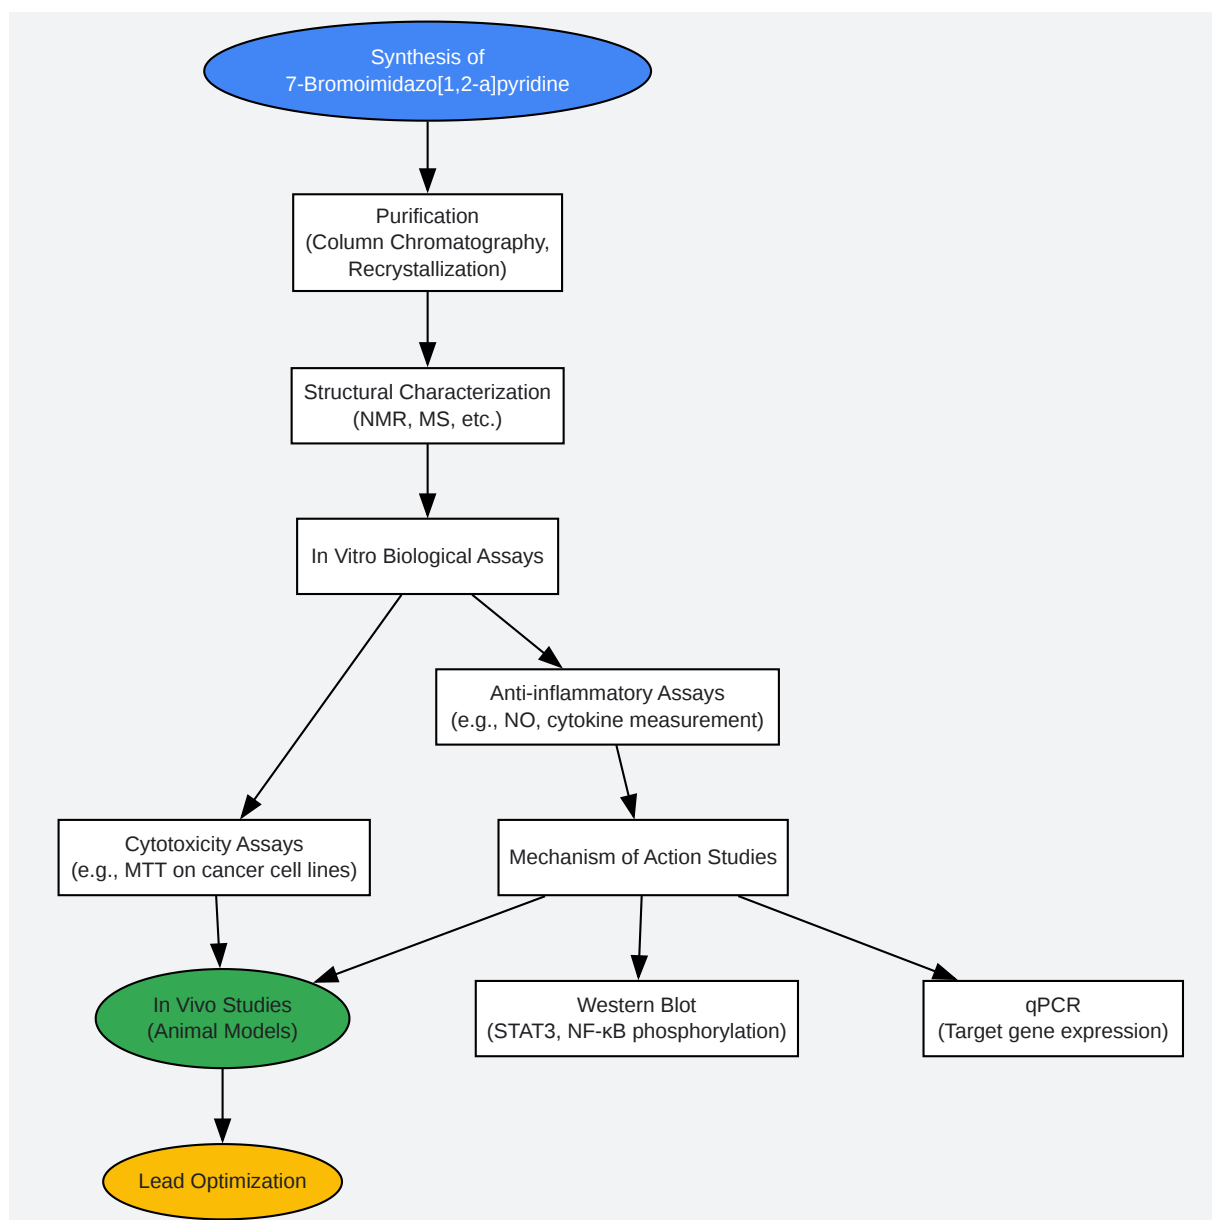 Synthesis of
7-Bromoimidazo[1,2-a]pyridine
Purification
(Column Chromatography,
Recrystallization)
Structural Characterization
(NMR, MS, etc.)
In Vitro Biological Assays
Anti-inflammatory Assays
(e.g., NO, cytokine measurement)
Cytotoxicity Assays
(e.g., MTT on cancer cell lines)
Mechanism of Action Studies
In Vivo Studies
(Animal Models)
Western Blot
(STAT3, NF-κB phosphorylation)
qPCR
(Target gene expression)
Lead Optimization